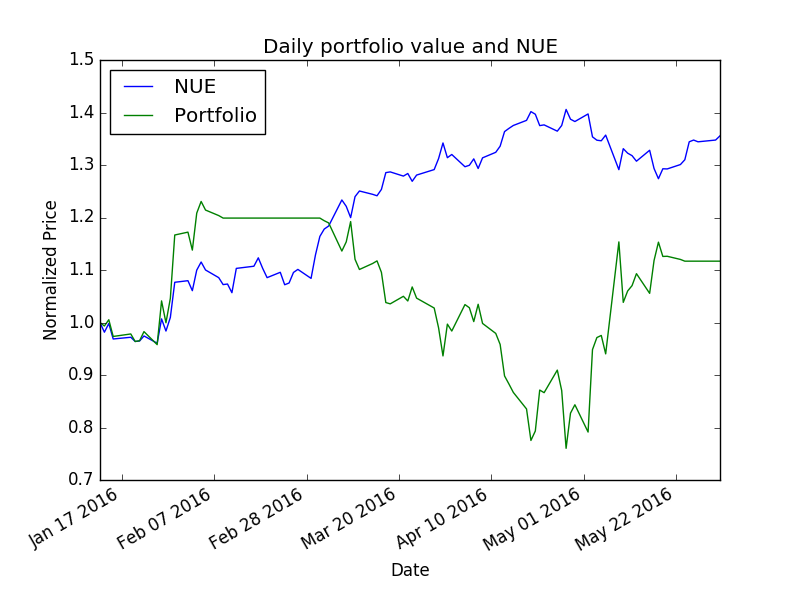 Daily portfolio value and NUE
NUE
Portfolio
1.5
1.4
1.3
1.2
1.1
1.0
0.9
0.8
0.7
Normalized Price
Jan 17 2016
Feb 07 2016
Feb 28 2016
Mar 20 2016
Apr 10 2016
May 01 2016
May 22 2016
Date